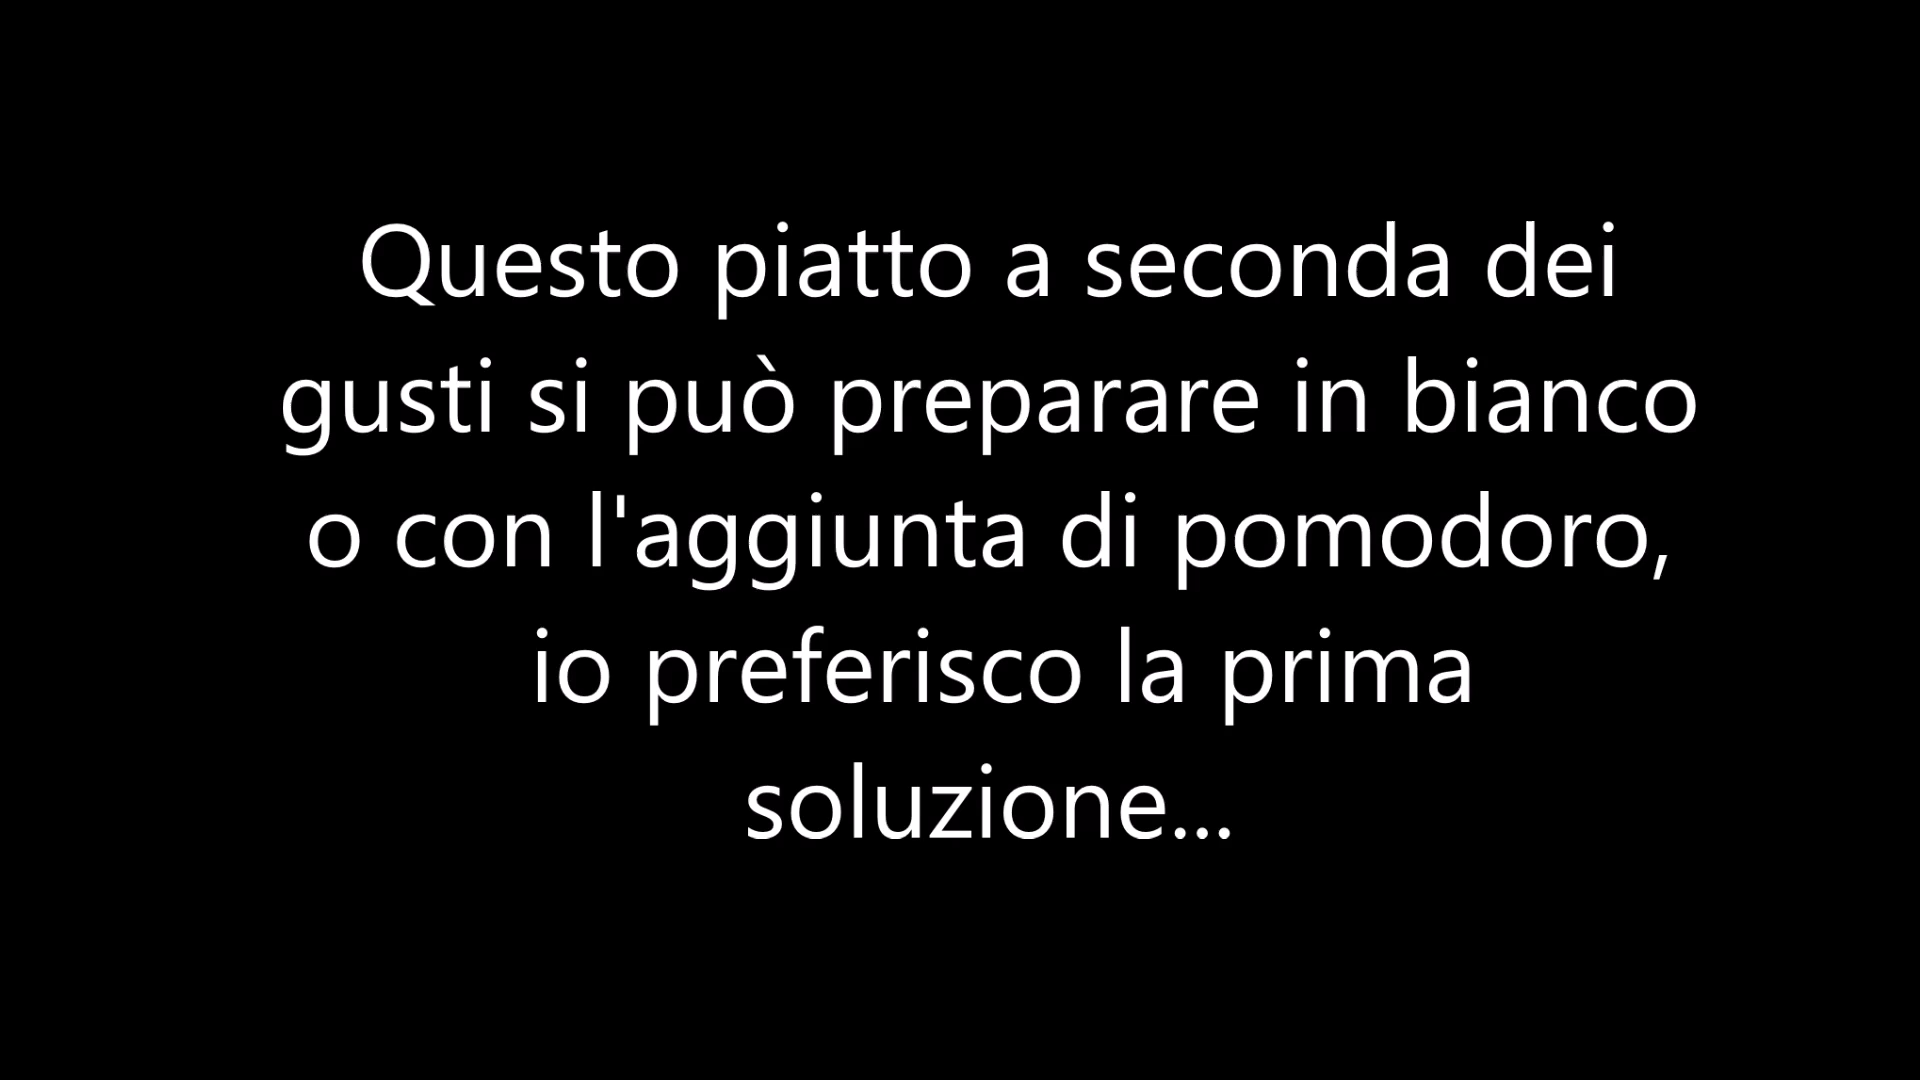 Questo piatto a seconda dei
gusti si può preparare in bianco
o con l'aggiunta di pomodoro,
io preferisco la prima
soluzione...